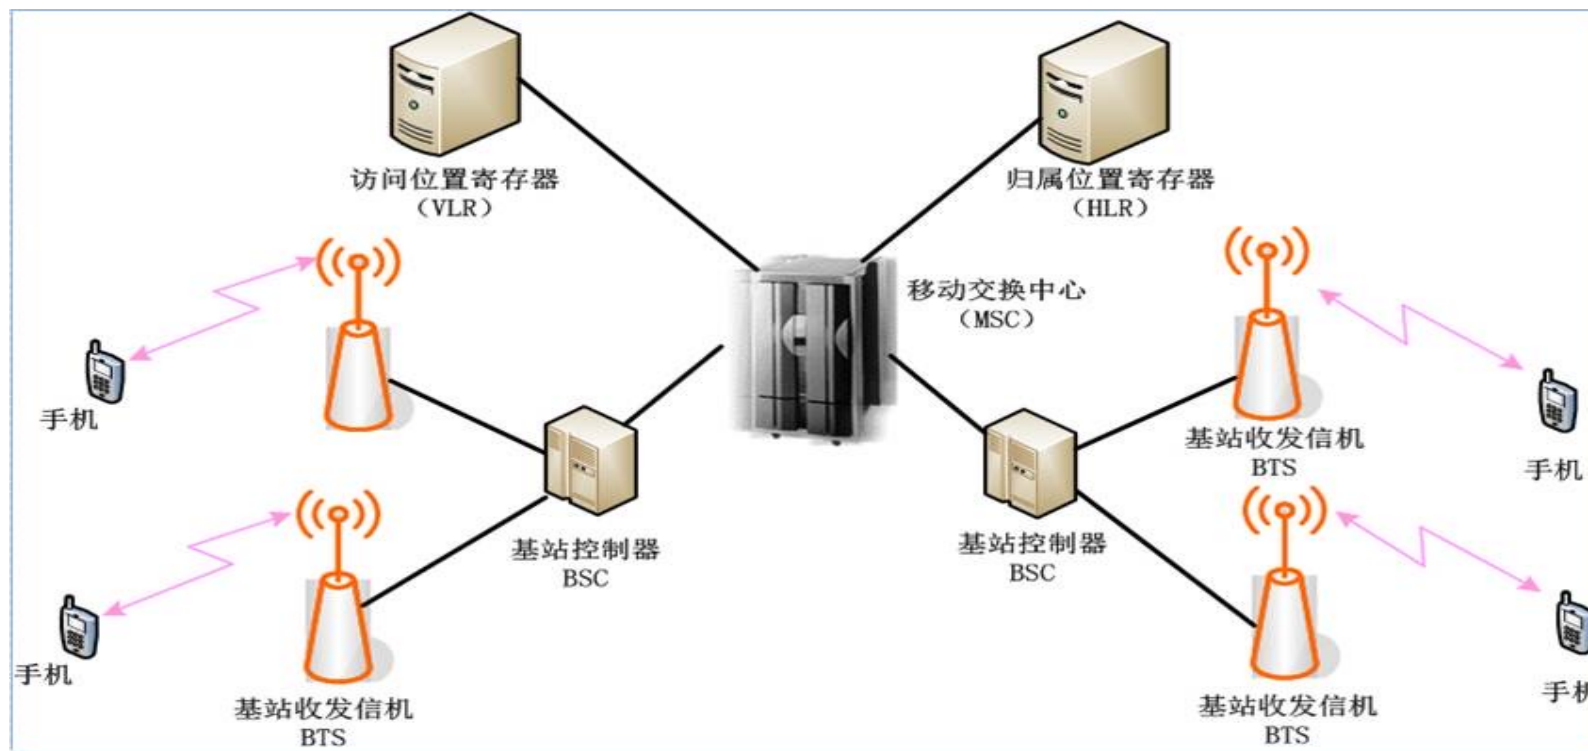 访问位置寄存器
（VLR）
归属位置寄存器
（HLR）
移动交换中心
（MSC）
手机
基站收发信机
BTS
手机
基站控制器
BSC
基站控制器
BSC
手机
基站收发信机
BTS
基站收发信机
BTS
手机